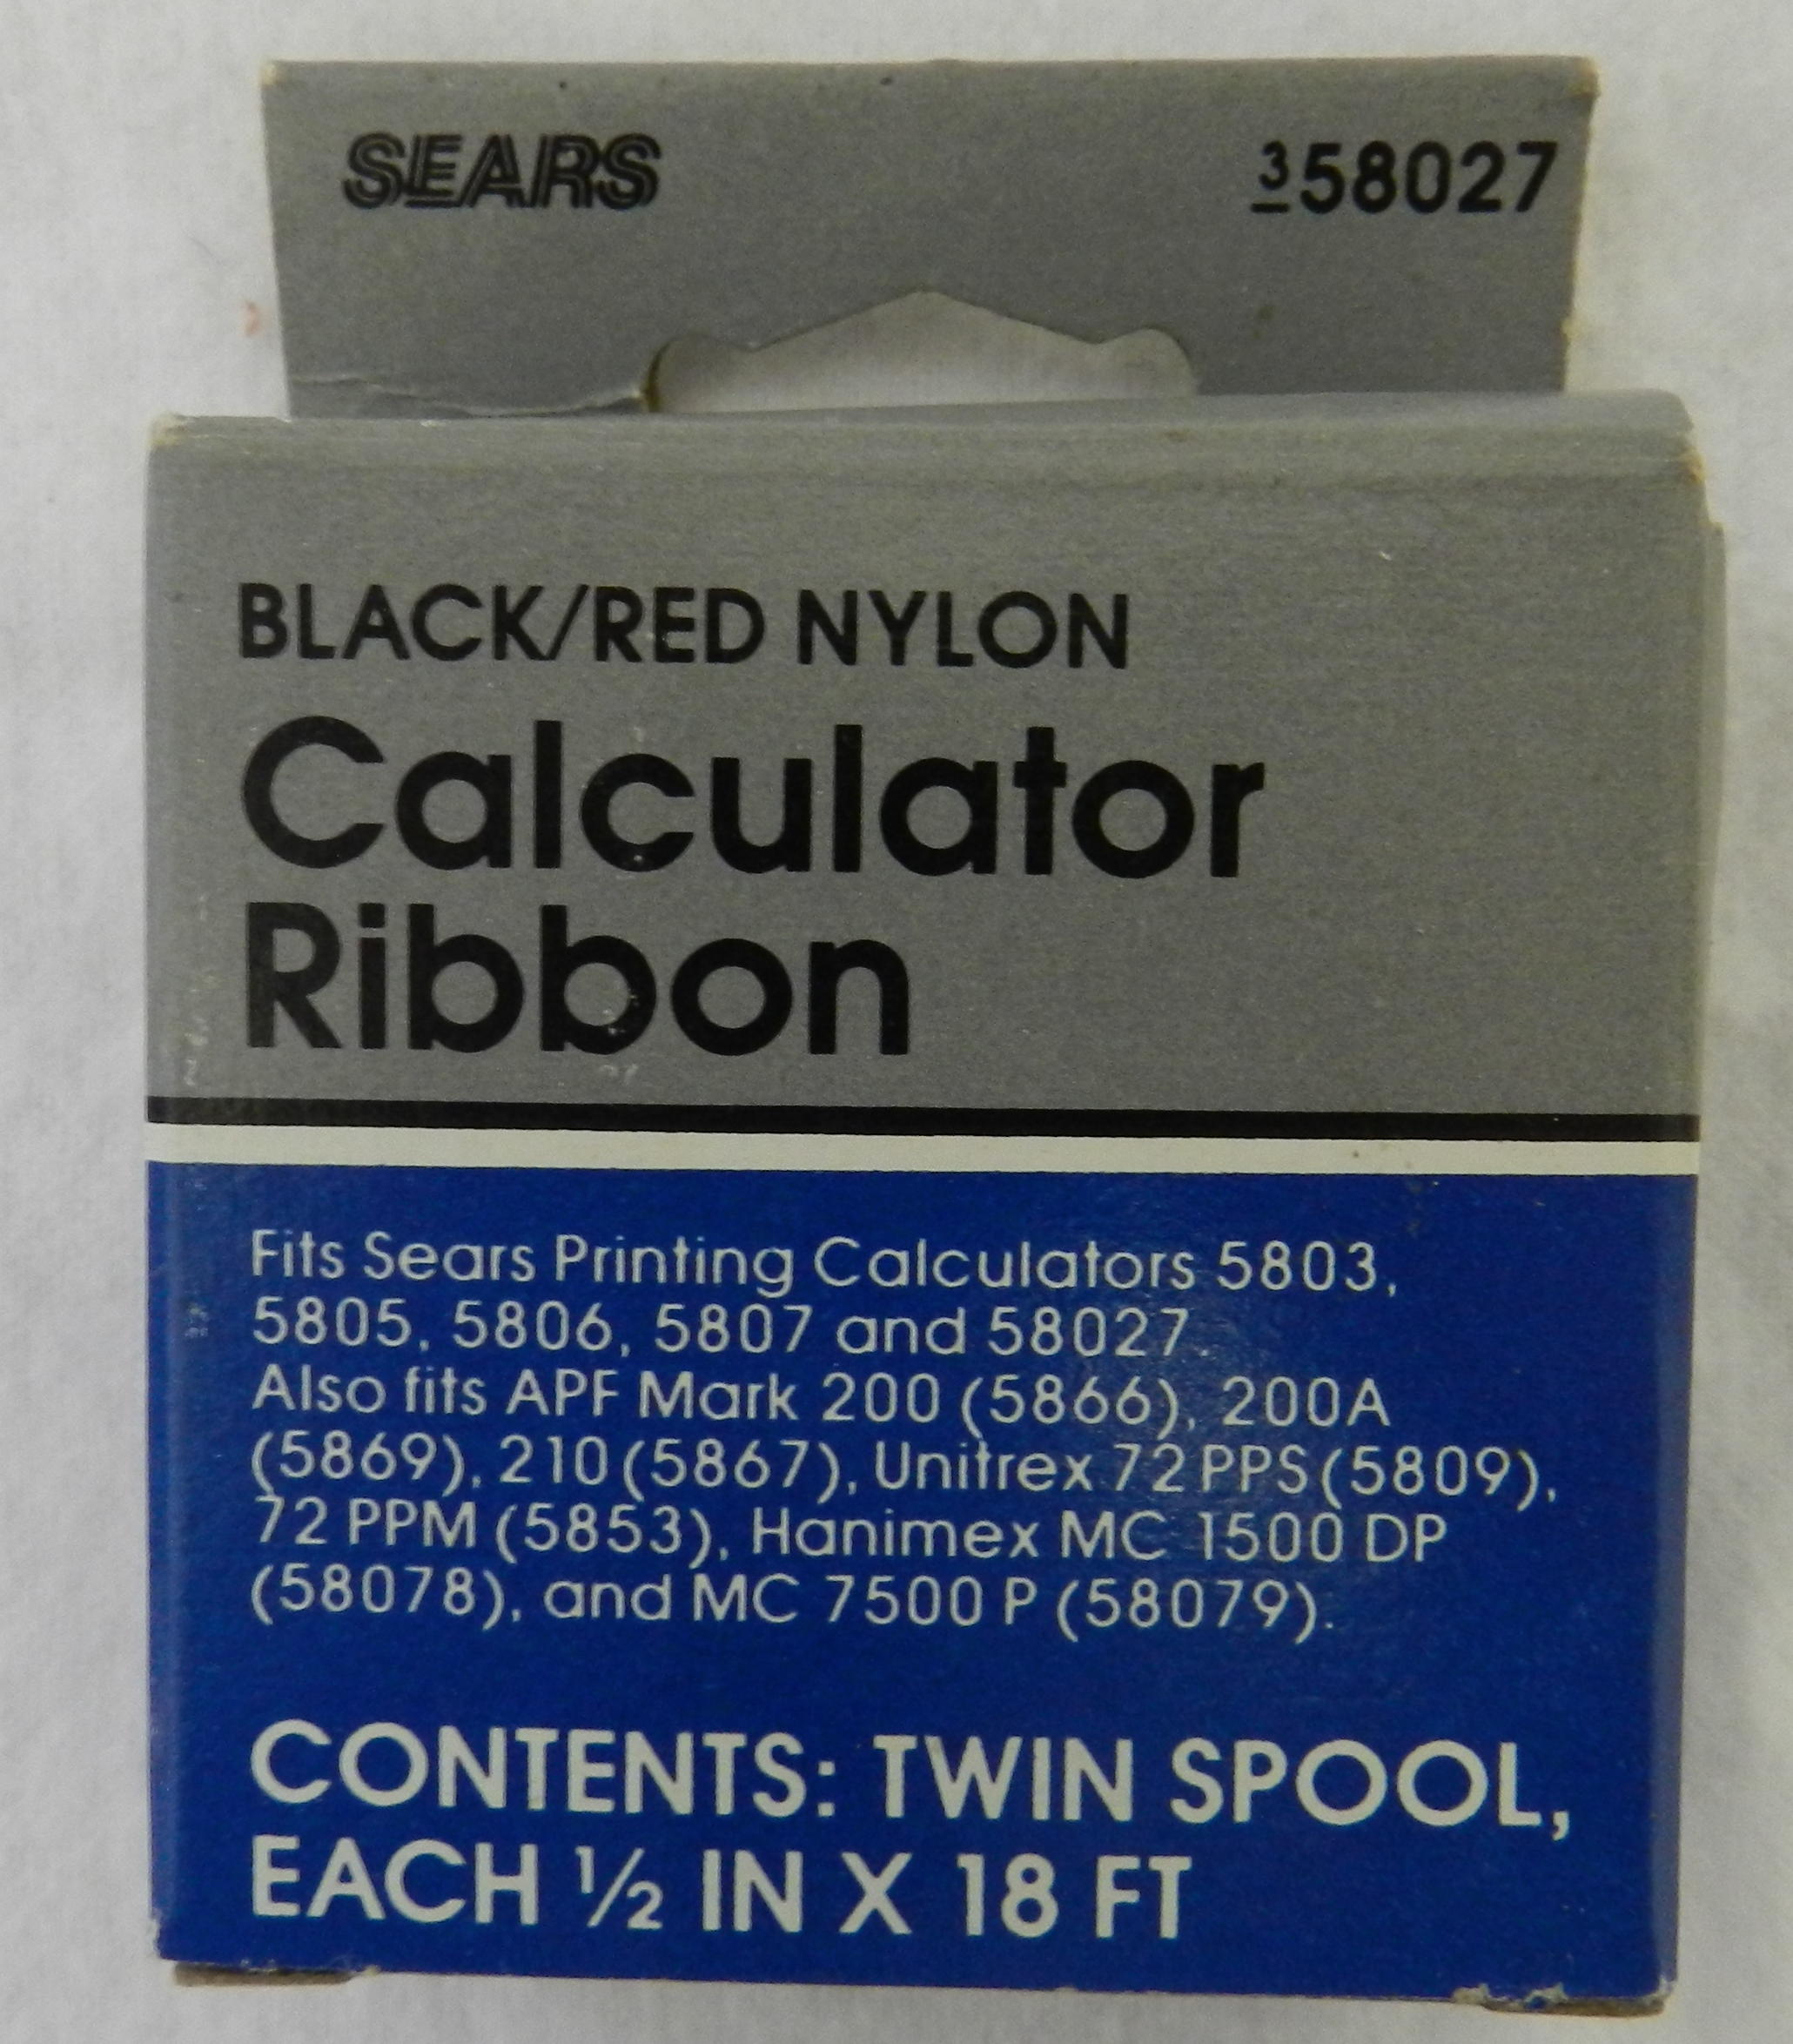 SEARS
358027
BLACK/RED NYLON
Calculator
Ribbon
Fits Sears Printing Calculators 5803,
5805, 5806, 5807 and 58027.
Also fits APF Mark 200 (5866), 200A
(5869), 210 (5867), Unitrex 72 PPS (5809),
72 PPM (5853), Hanimex MC 1500 DP
(58078), and MC 7500 P (58079).
CONTENTS: TWIN SPOOL,
EACH ½ IN X 18 FT